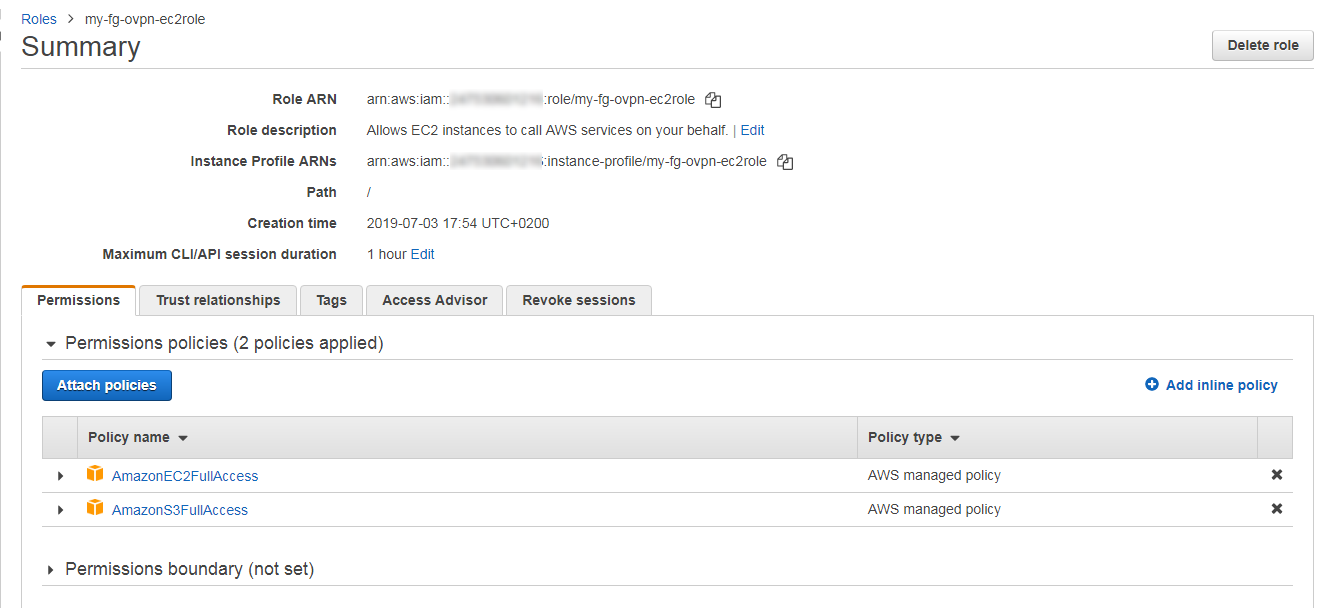 Roles > my-fg-ovpn-ec2role
Summary
Delete role
Role ARN arn:aws:iam:: :role/my-fg-ovpn-ec2role
Role description Allows EC2 instances to call AWS services on your behalf. | Edit
Instance Profile ARNs arn:aws:iam:: :instance-profile/my-fg-ovpn-ec2role
Path /
Creation time 2019-07-03 17:54 UTC+0200
Maximum CLI/API session duration 1 hour Edit
Permissions Trust relationships Tags Access Advisor Revoke sessions
Permissions policies (2 policies applied)
Attach policies Add inline policy
Policy name Policy type
AmazonEC2FullAccess AWS managed policy
AmazonS3FullAccess AWS managed policy
Permissions boundary (not set)